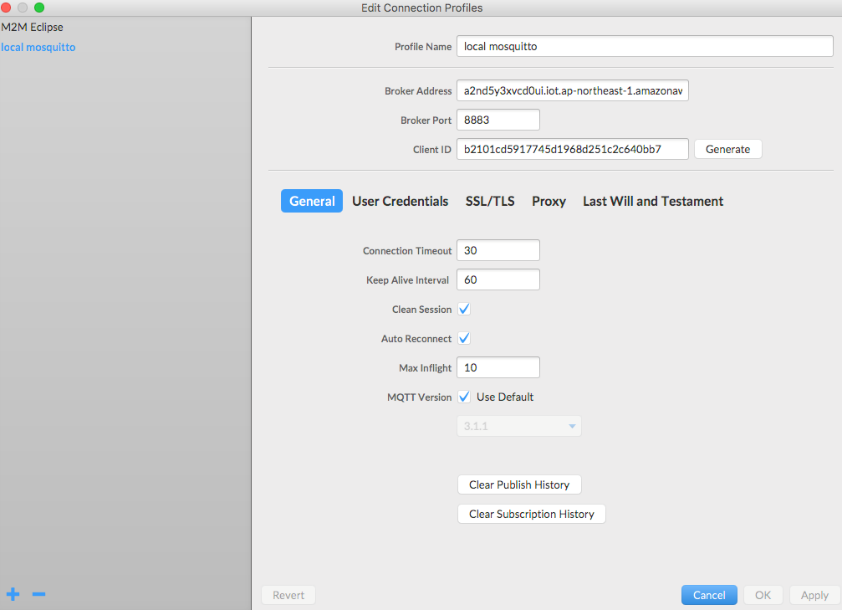 Edit Connection Profiles
M2M Eclipse
local mosquitto
Profile Name local mosquitto
Broker Address a2nd5y3xvcd0ui.iot.ap-northeast-1.amazonaw
Broker Port 8883
Client ID b2101cd5917745d1968d251c2c640bb7 Generate
General User Credentials SSL/TLS Proxy Last Will and Testament
Connection Timeout 30
Keep Alive Interval 60
Clean Session
Auto Reconnect
Max Inflight 10
MQTT Version Use Default
3.1.1
Clear Publish History
Clear Subscription History
Revert Cancel OK Apply